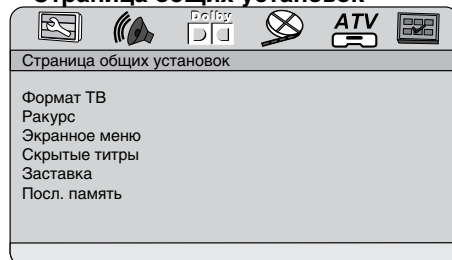 Страница общих установок
Dolby
ATV
Страница общих установок
Формат ТВ
Ракурс
Экранное меню
Скрытые титры
Заставка
Посл. память